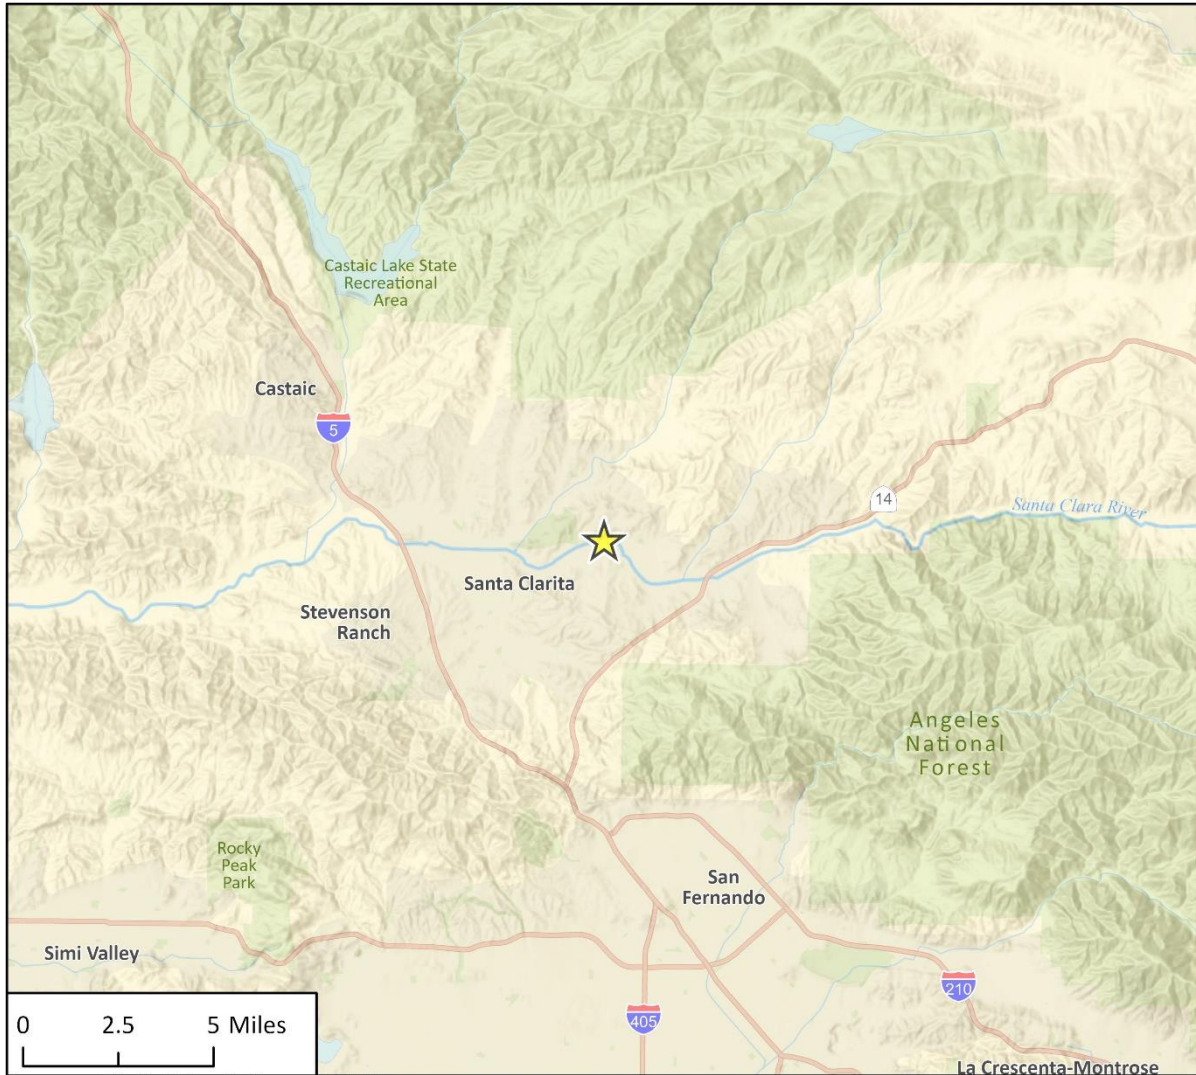 Castaic Lake State
Recreational
Area
Castaic
5
14
Santa Clara River
Santa Clarita
Stevenson
Ranch
Angeles
National
Forest
Rocky
Peak
Park
San
Fernando
Simi Valley
210
405
0 2.5 5 Miles
La Crescenta-Montrose